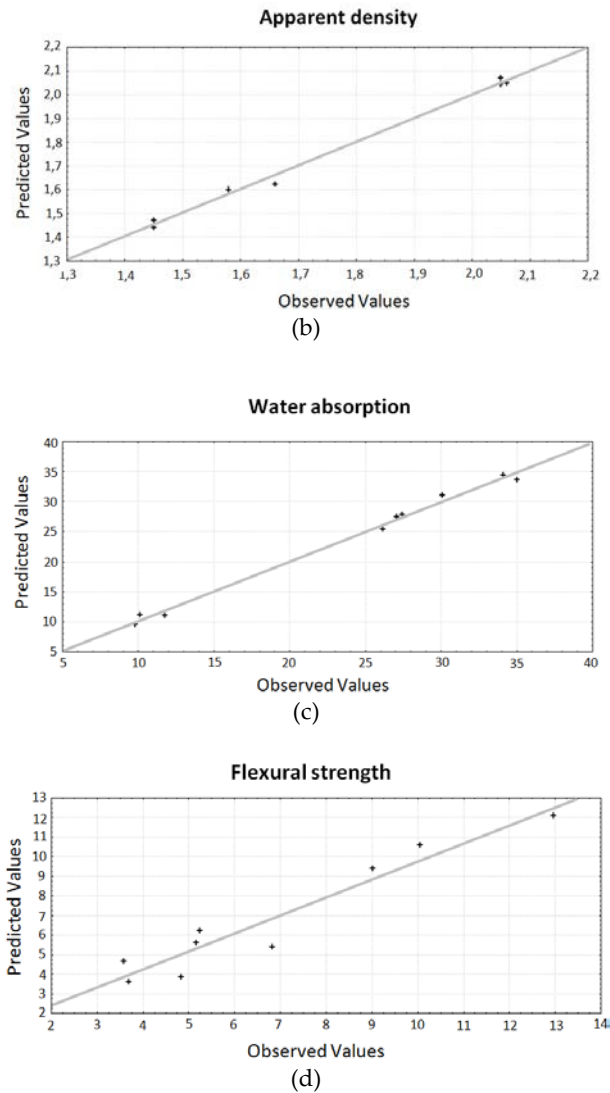 Apparent density
2,2
2,1
2,0
1,9
1,8
1,7
1,6
1,5
1,4
1,3
Predicted Values
1,3 1,4 1,5 1,6 1,7 1,8 1,9 2,0 2,1 2,2
Observed Values
(b)
Water absorption
40
35
30
25
20
15
10
5
Predicted Values
5 10 15 20 25 30 35 40
Observed Values
(c)
Flexural strength
13
12
11
10
9
8
7
6
5
4
3
2
Predicted Values
2 3 4 5 6 7 8 9 10 11 12 13 14
Observed Values
(d)